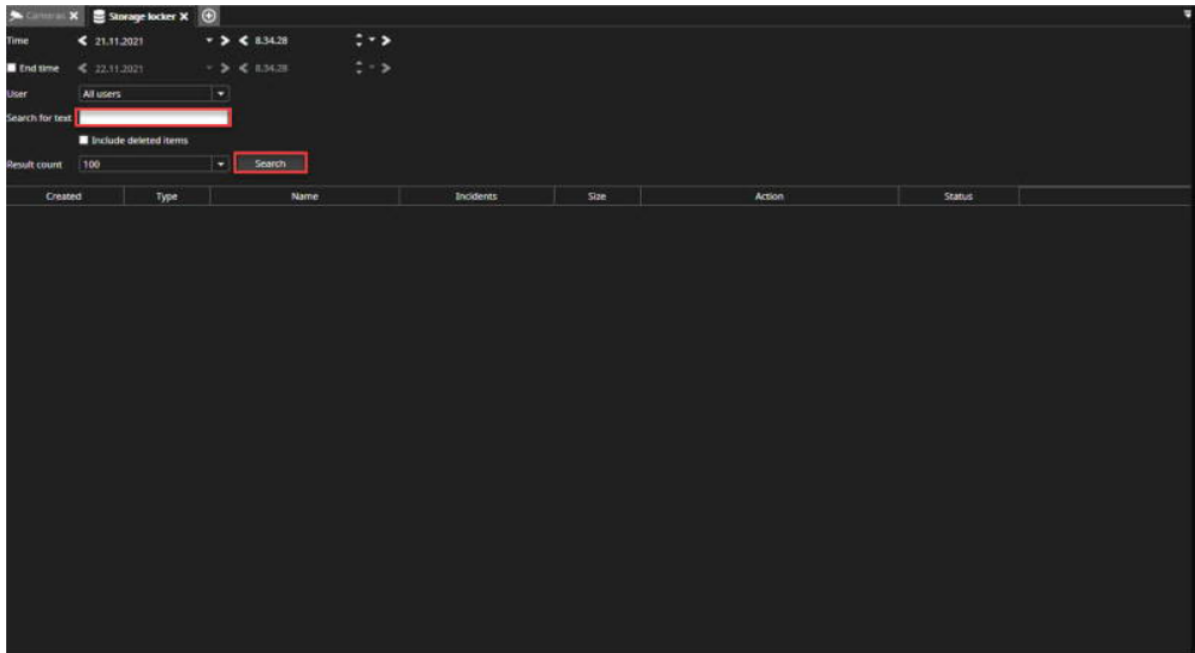 Cameras Storage locker
Time 21.11.2021 8.34.28
End time 22.11.2021 8.34.28
User All users
Search for text
Include deleted items
Result count 100 Search
Created Type Name Incidents Size Action Status